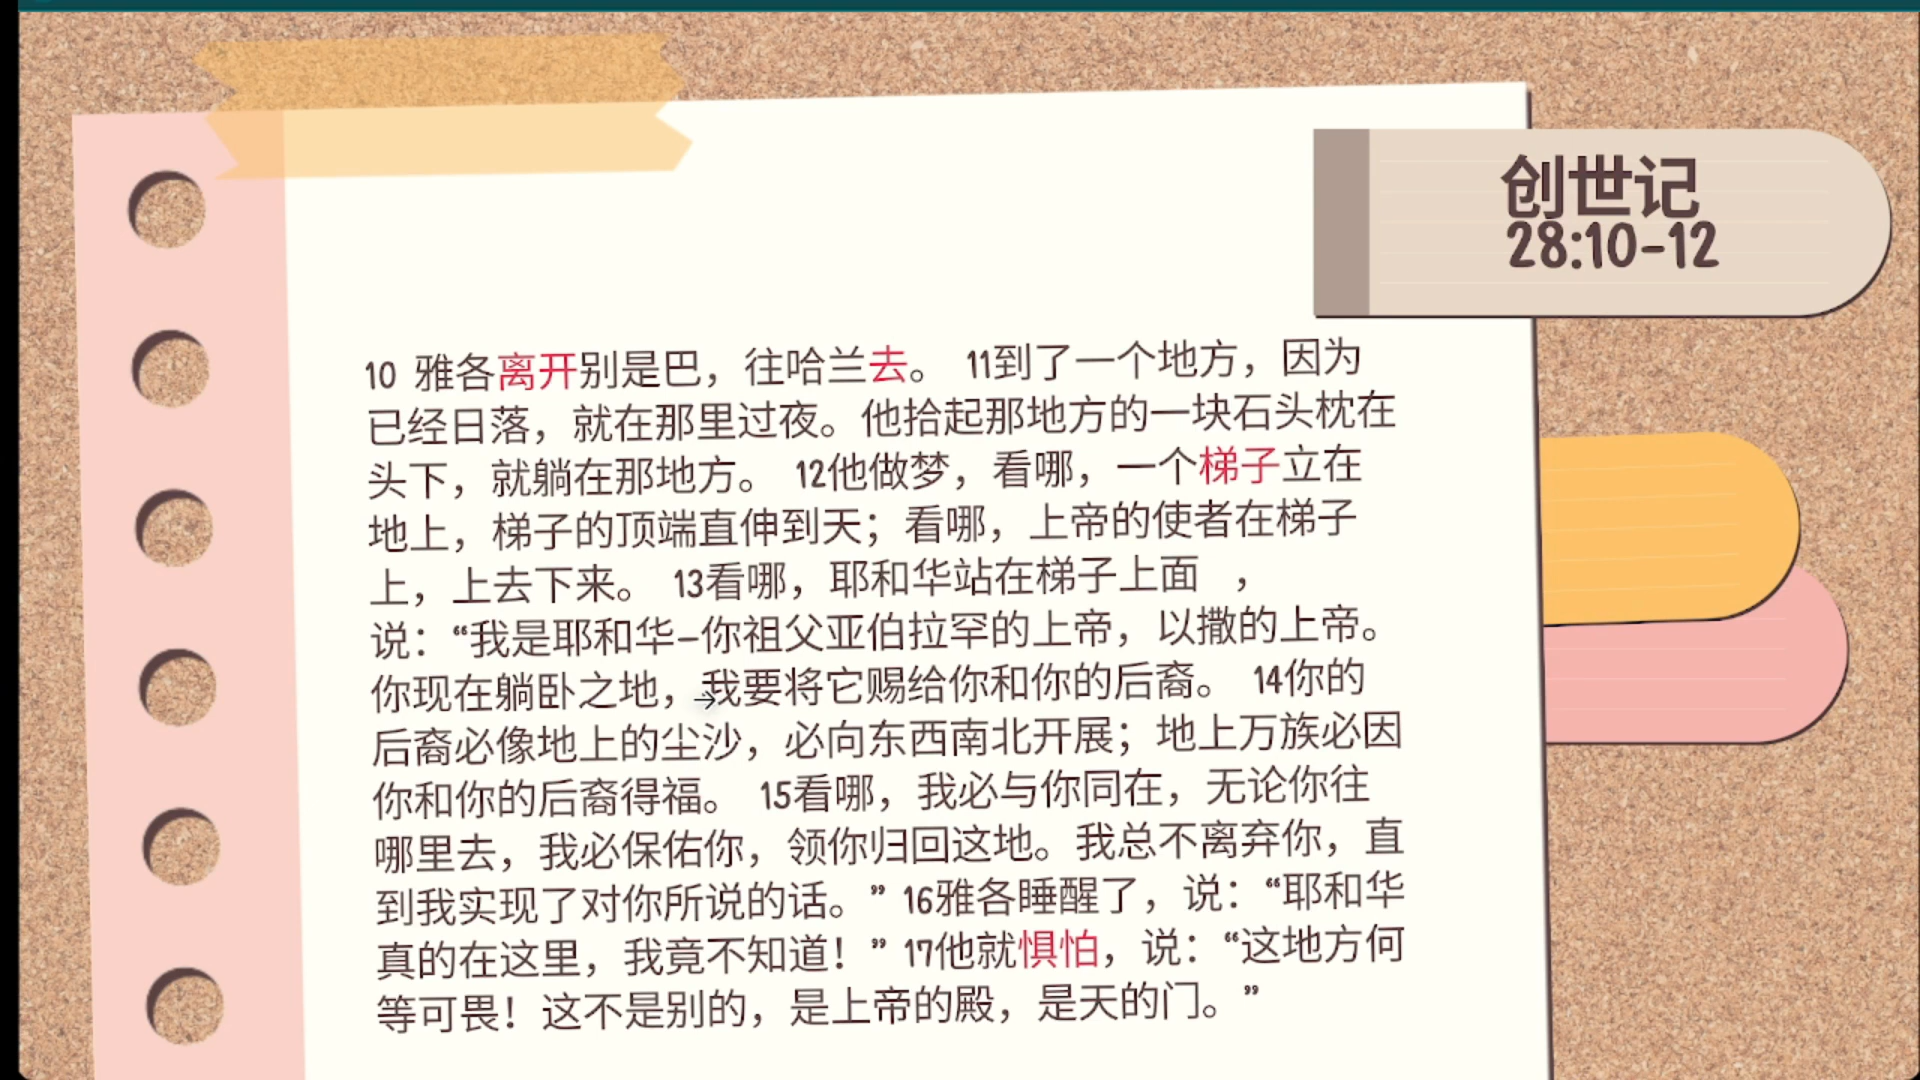 创世记
28:10-12
10 雅各离开别是巴，往哈兰去。 11到了一个地方，因为
已经日落，就在那里过夜。他拾起那地方的一块石头枕在
头下，就躺在那地方。 12他做梦，看哪，一个梯子立在
地上，梯子的顶端直伸到天；看哪，上帝的使者在梯子
上，上去下来。 13看哪，耶和华站在梯子上面 ，
说：“我是耶和华-你祖父亚伯拉罕的上帝，以撒的上帝。
你现在躺卧之地，我要将它赐给你和你的后裔。 14你的
后裔必像地上的尘沙，必向东西南北开展；地上万族必因
你和你的后裔得福。 15看哪，我必与你同在，无论你往
哪里去，我必保佑你，领你归回这地。我总不离弃你，直
到我实现了对你所说的话。” 16雅各睡醒了，说：“耶和华
真的在这里，我竟不知道！” 17他就惧怕，说：“这地方何
等可畏！这不是别的，是上帝的殿，是天的门。”